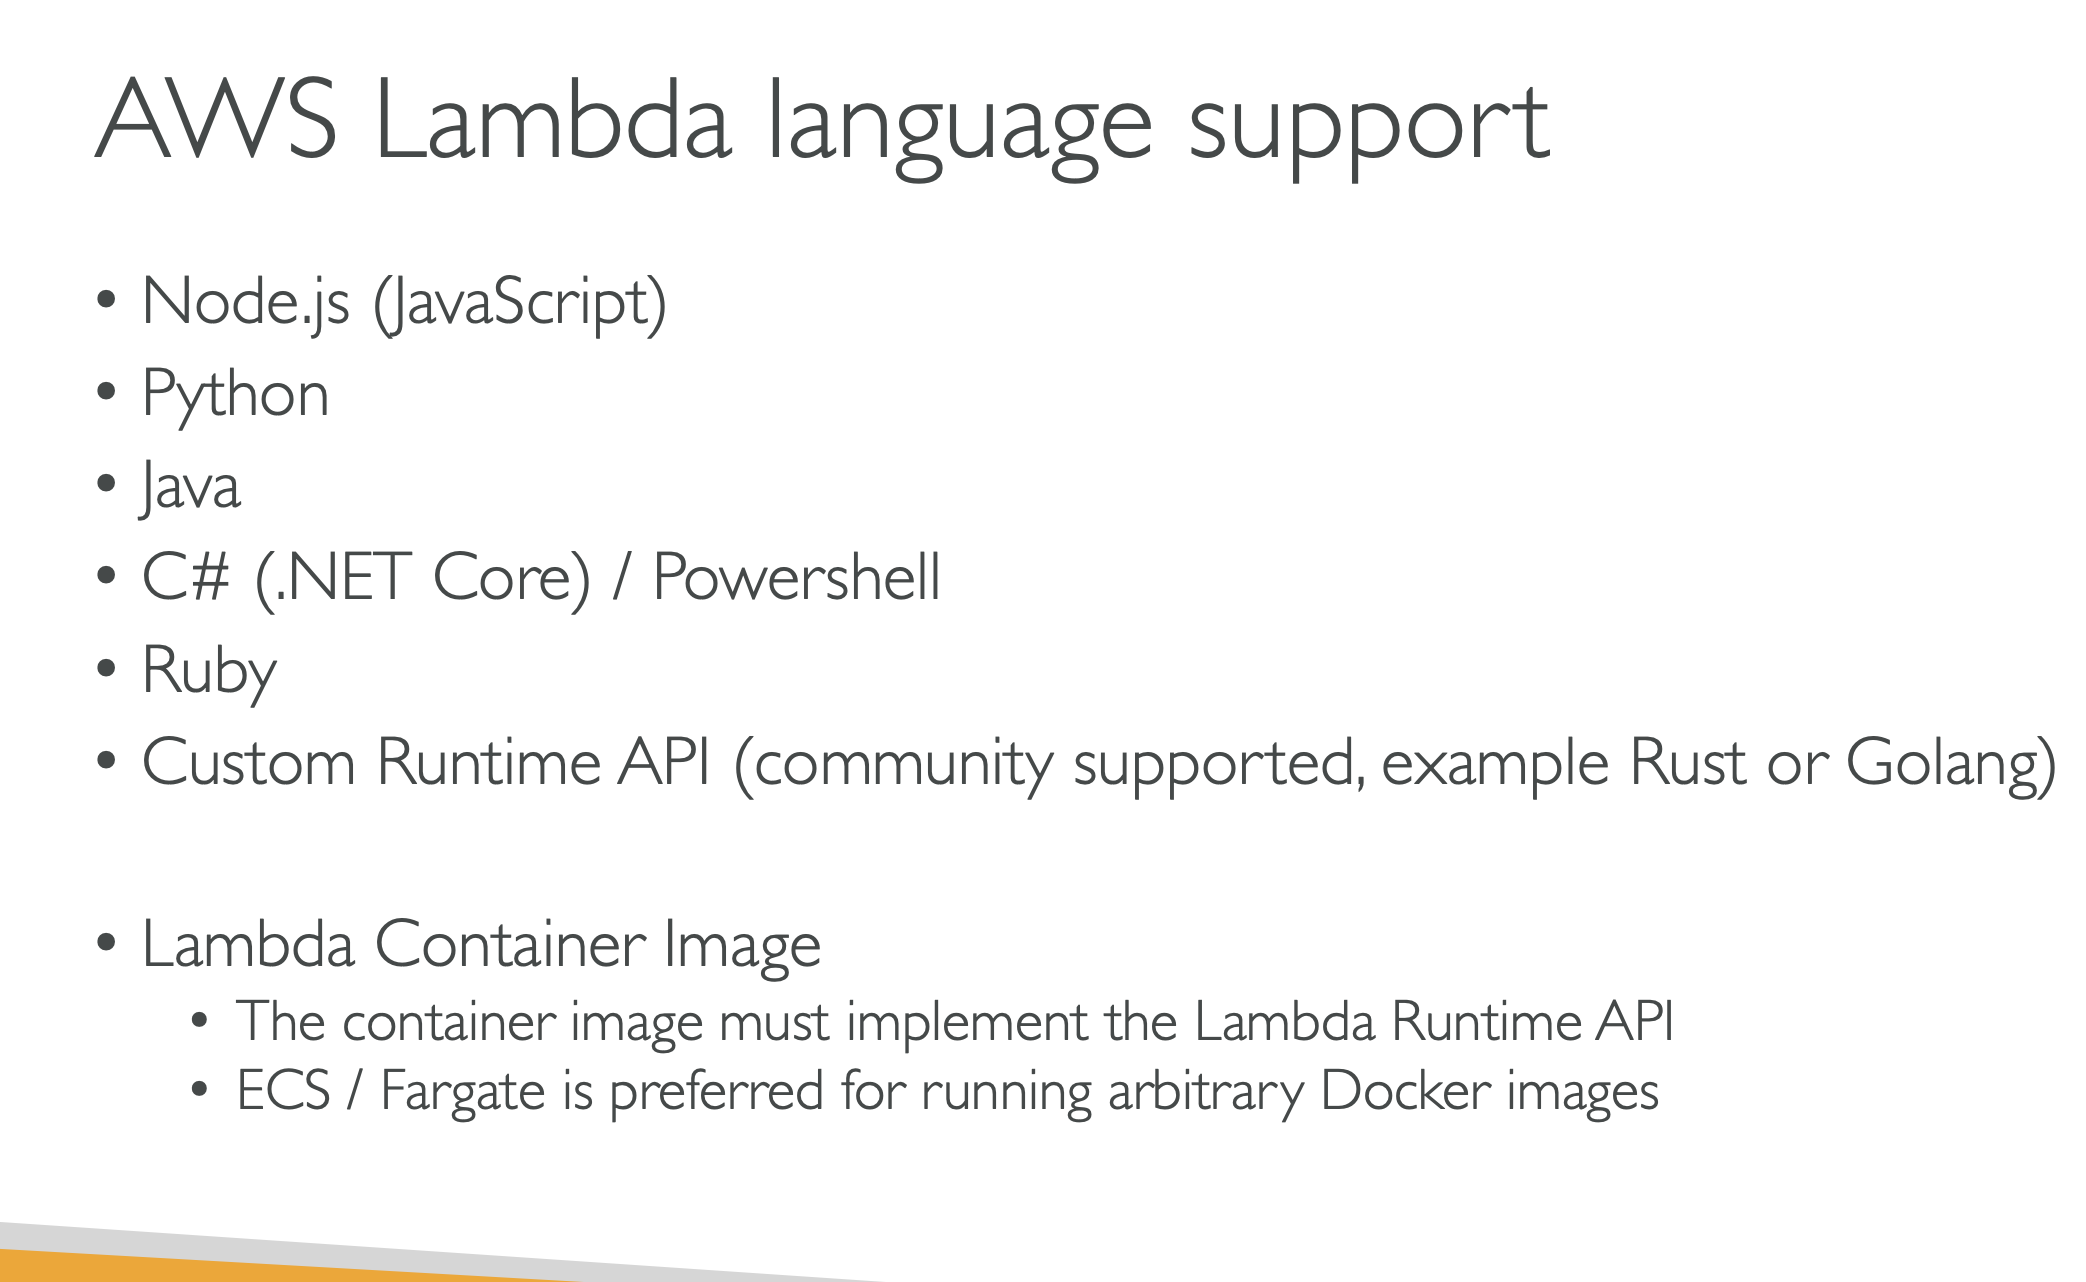 AWS Lambda language support
• Node.js (JavaScript)
• Python
• Java
• C# (.NET Core) / Powershell
• Ruby
• Custom Runtime API (community supported, example Rust or Golang)
• Lambda Container Image
• The container image must implement the Lambda Runtime API
• ECS / Fargate is preferred for running arbitrary Docker images